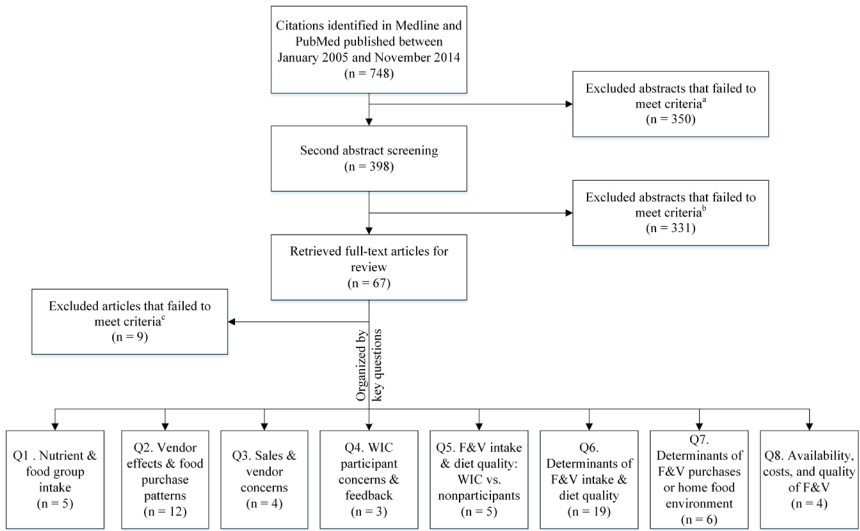 Citations identified in Medline and
PubMed published between
January 2005 and November 2014
(n = 748)
Excluded abstracts that failed to
meet criteriaᵃ
(n = 350)
Second abstract screening
(n = 398)
Excluded abstracts that failed to
meet criteriaᵇ
(n = 331)
Retrieved full-text articles for
review
(n = 67)
Excluded articles that failed to
meet criteriaᶜ
(n = 9)
Organized by
key questions
Q1 . Nutrient &
food group
intake
(n = 5)
Q2. Vendor
effects & food
purchase
patterns
(n = 12)
Q3. Sales &
vendor
concerns
(n = 4)
Q4. WIC
participant
concerns &
feedback
(n = 3)
Q5. F&V intake
& diet quality:
WIC vs.
nonparticipants
(n = 5)
Q6.
Determinants
of F&V intake &
diet quality
(n = 19)
Q7.
Determinants
of F&V purchases
or home food
environment
(n = 6)
Q8. Availability,
costs, and quality
of F&V
(n = 4)